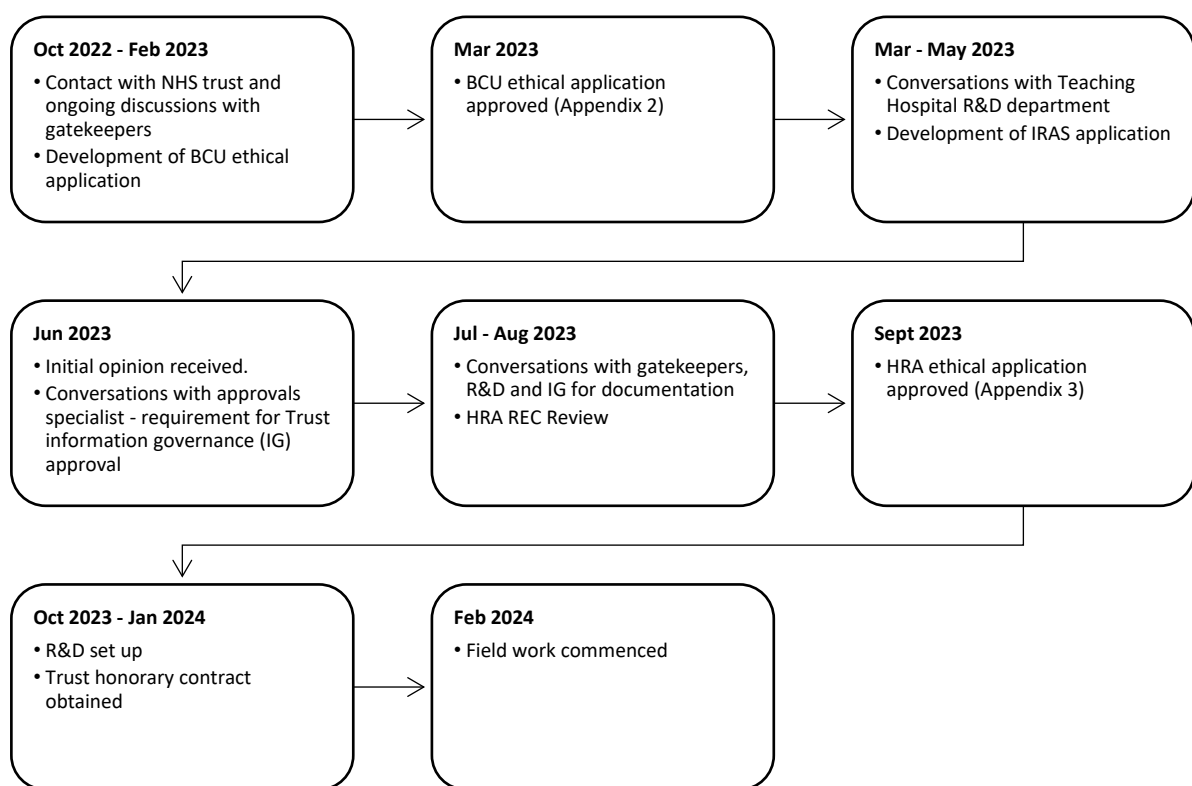 Oct 2022 - Feb 2023
• Contact with NHS trust and
ongoing discussions with
gatekeepers
• Development of BCU ethical
application
Mar 2023
• BCU ethical application
approved (Appendix 2)
Mar - May 2023
• Conversations with Teaching
Hospital R&D department
• Development of IRAS application
Jun 2023
• Initial opinion received.
• Conversations with approvals
specialist - requirement for Trust
information governance (IG)
approval
Jul - Aug 2023
• Conversations with gatekeepers,
R&D and IG for documentation
• HRA REC Review
Sept 2023
• HRA ethical application
approved (Appendix 3)
Oct 2023 - Jan 2024
• R&D set up
• Trust honorary contract
obtained
Feb 2024
• Field work commenced